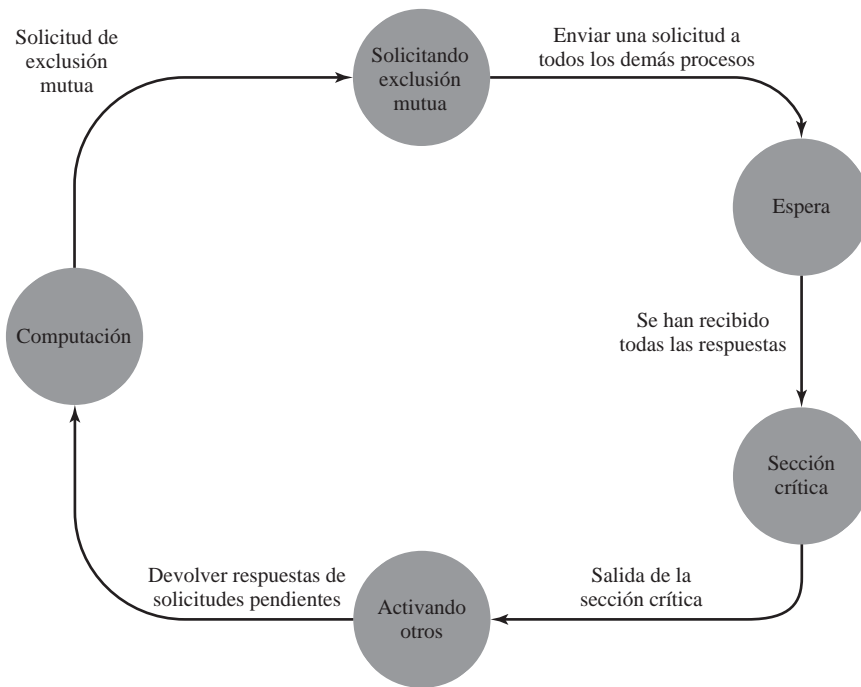 Solicitud de
exclusión
mutua
Solicitando
exclusión
mutua
Enviar una solicitud a
todos los demás procesos
Espera
Se han recibido
todas las respuestas
Sección
crítica
Salida de la
sección crítica
Activando
otros
Devolver respuestas de
solicitudes pendientes
Computación